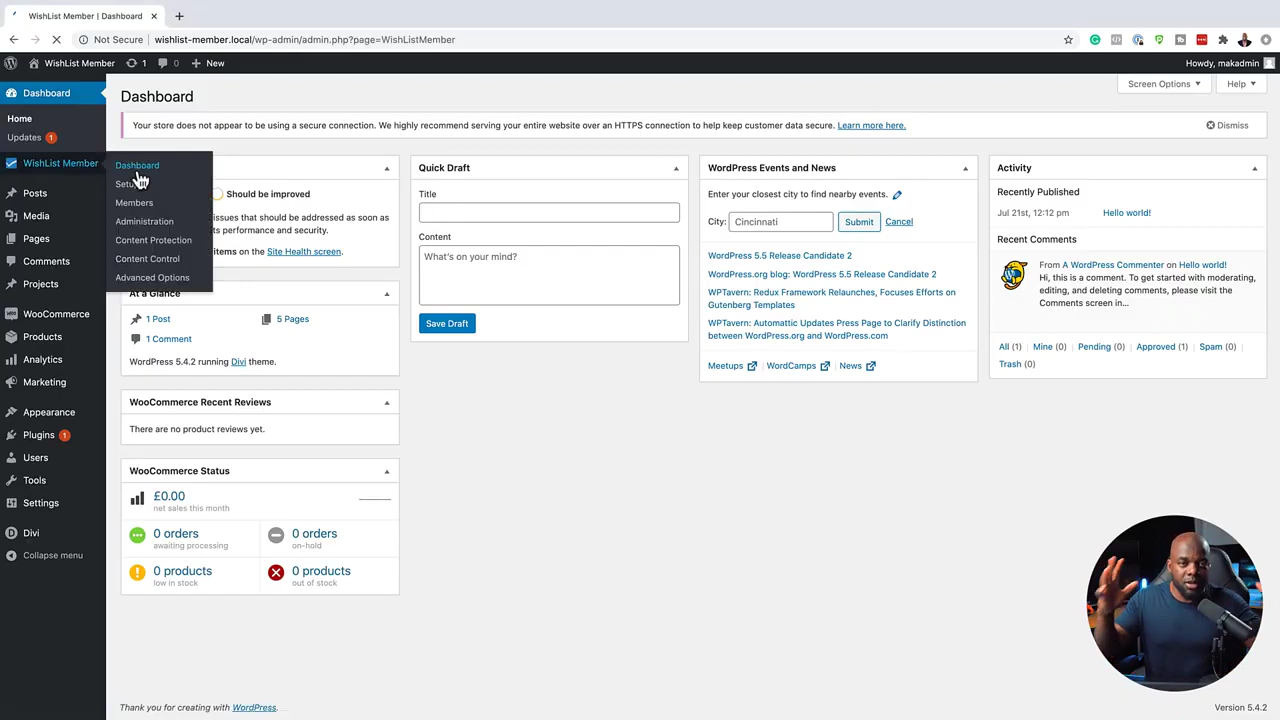 WishList Member | Dashboard
Not Secure
wishlist-member.local/wp-admin/admin.php?page=WishListMember
WishList Member
1
0
New
Howdy, makadmin
Dashboard
Home
Updates 1
WishList Member
Posts
Media
Pages
Comments
Projects
WooCommerce
Products
Analytics
Marketing
Appearance
Plugins 1
Users
Tools
Settings
Divi
Collapse menu
Dashboard
Members
Administration
Content Protection
Content Control
Advanced Options
Dashboard
Screen Options
Help
Your store does not appear to be using a secure connection. We highly recommend serving your entire website over an HTTPS connection to help keep customer data secure. Learn more here.
Dismiss
Should be improved
issues that should be addressed as soon as
ts performance and security.
items on the Site Health screen.
At a Glance
1 Post
5 Pages
1 Comment
WordPress 5.4.2 running Divi theme.
WooCommerce Recent Reviews
There are no product reviews yet.
WooCommerce Status
£0.00
net sales this month
0 orders
awaiting processing
0 orders
on-hold
0 products
low in stock
0 products
out of stock
Quick Draft
Title
Content
What's on your mind?
Save Draft
WordPress Events and News
Enter your closest city to find nearby events.
City:
Cincinnati
Submit
Cancel
WordPress 5.5 Release Candidate 2
WordPress.org blog: WordPress 5.5 Release Candidate 2
WPTavern: Redux Framework Relaunches, Focuses Efforts on
Gutenberg Templates
WPTavern: Automattic Updates Press Page to Clarify Distinction
between WordPress.org and WordPress.com
Meetups | WordCamps | News
Activity
Recently Published
Jul 21st, 12:12 pm
Hello world!
Recent Comments
From A WordPress Commenter on Hello world!
Hi, this is a comment. To get started with moderating,
editing, and deleting comments, please visit the
Comments screen in…
All (1) | Mine (0) | Pending (0) | Approved (1) | Spam (0) |
Trash (0)
Thank you for creating with WordPress.
Version 5.4.2